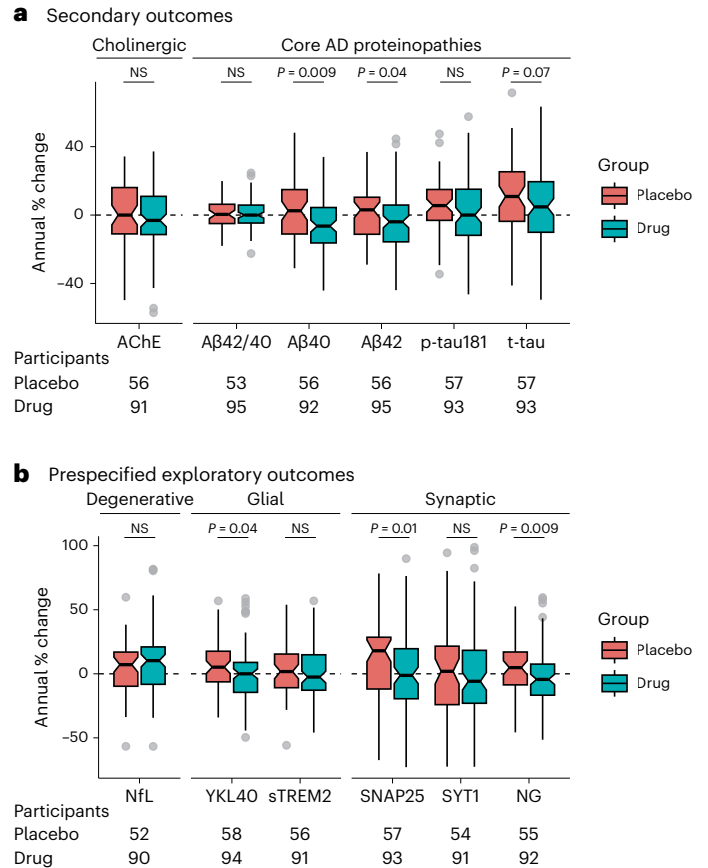 a Secondary outcomes
Cholinergic Core AD proteinopathies
NS NS P = 0.009 P = 0.04 NS P = 0.07
40
0
−40
Annual % change
Group
Placebo
Drug
AChE Aβ42/40 Aβ40 Aβ42 p-tau181 t-tau
Participants
Placebo 56 53 56 56 57 57
Drug 91 95 92 95 93 93
b Prespecified exploratory outcomes
Degenerative Glial Synaptic
NS P = 0.04 NS P = 0.01 NS P = 0.009
100
50
0
−50
Annual % change
Group
Placebo
Drug
NfL YKL40 sTREM2 SNAP25 SYT1 NG
Participants
Placebo 52 58 56 57 54 55
Drug 90 94 91 93 91 92